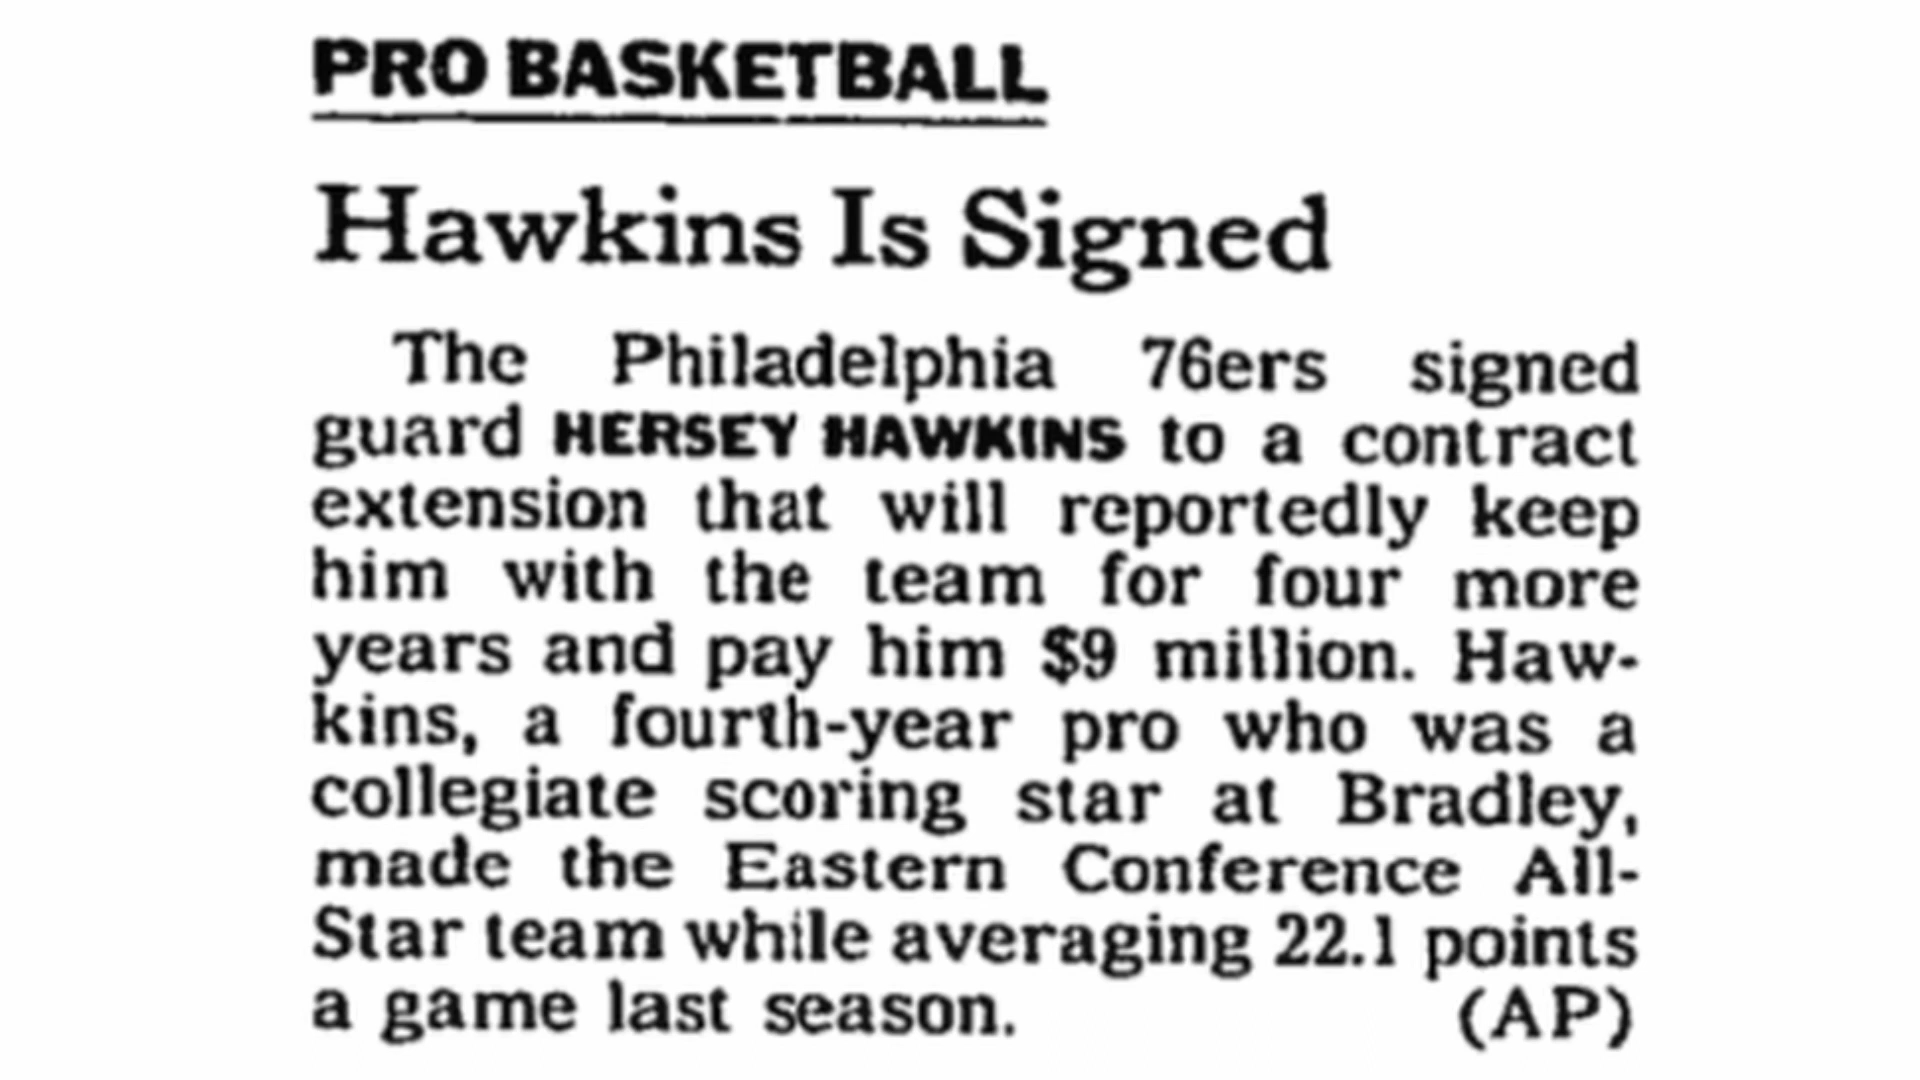 PRO BASKETBALL
Hawkins Is Signed
The Philadelphia 76ers signed
guard HERSEY HAWKINS to a contract
extension that will reportedly keep
him with the team for four more
years and pay him $9 million. Haw-
kins, a fourth-year pro who was a
collegiate scoring star at Bradley,
made the Eastern Conference All-
Star team while averaging 22.1 points
a game last season. (AP)